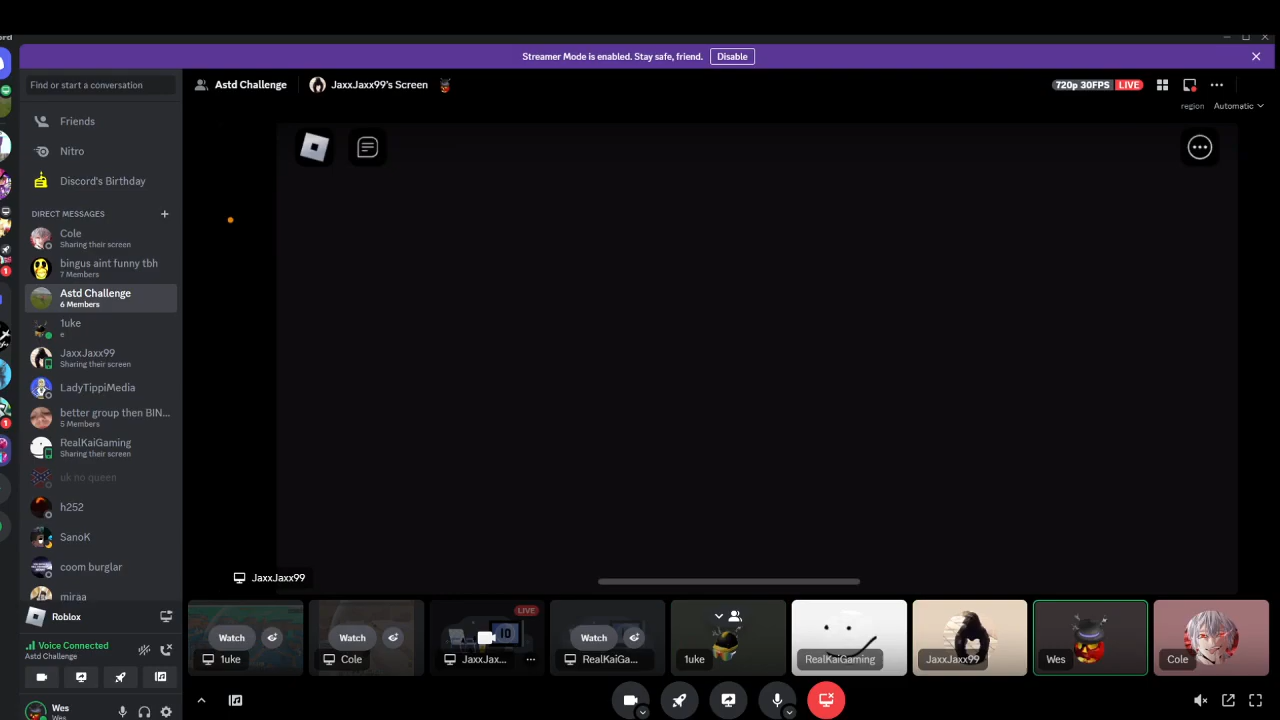 ord
Streamer Mode is enabled. Stay safe, friend.
Disable
Find or start a conversation
Astd Challenge
JaxxJaxx99's Screen
720p 30FPS
LIVE
region
Automatic
Friends
Nitro
Discord's Birthday
DIRECT MESSAGES
Cole
Sharing their screen
bingus aint funny tbh
7 Members
Astd Challenge
6 Members
1uke
e
JaxxJaxx99
Sharing their screen
LadyTippiMedia
better group then BIN...
5 Members
RealKaiGaming
Sharing their screen
uk no queen
h252
SanoK
coom burglar
miraa
1
1
JaxxJaxx99
Roblox
Voice Connected
Astd Challenge
Wes
Wes
Watch
1uke
Watch
Cole
LIVE
10
JaxxJax...
Watch
RealKaiGa...
1uke
RealKaiGaming
JaxxJaxx99
Wes
Cole